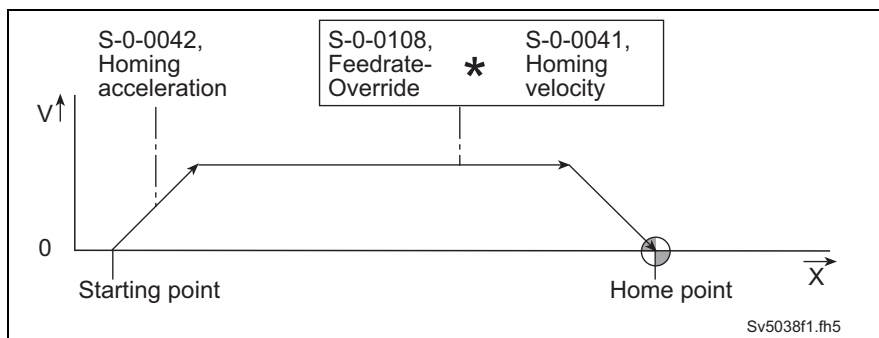 S-0-0042,
Homing
acceleration
S-0-0108,
Feedrate-
Override
*
S-0-0041,
Homing
velocity
V
0
Starting point
Home point
X
Sv5038f1.fh5